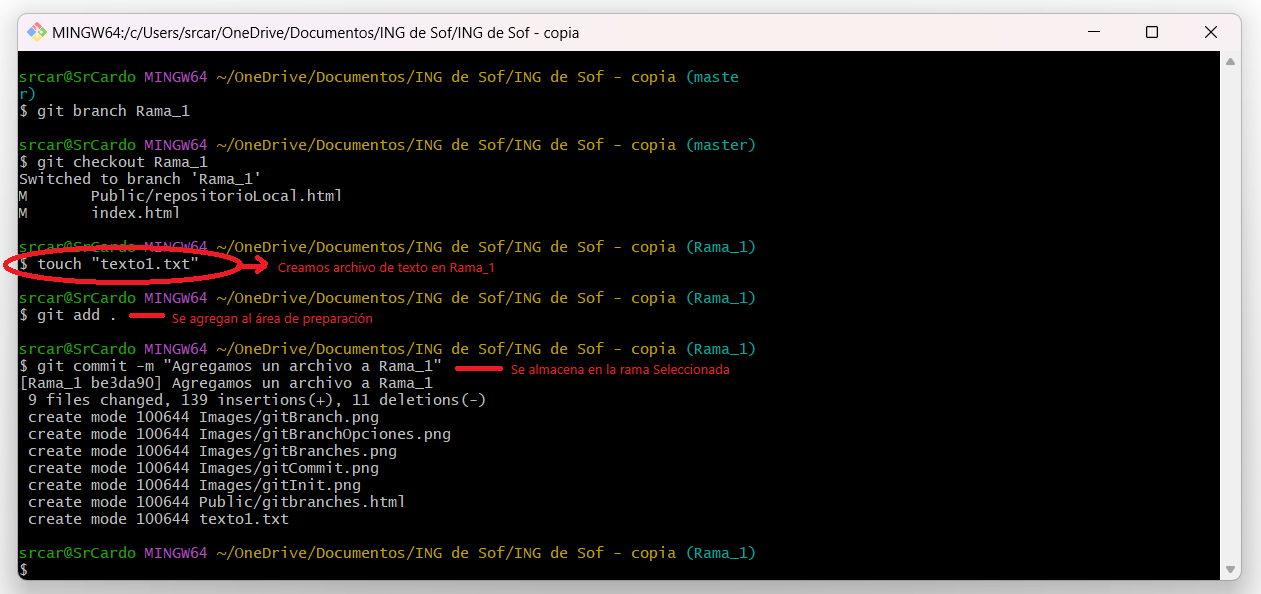 MINGW64:/c/Users/srcar/OneDrive/Documentos/ING de Sof/ING de Sof - copia
srcar@SrCardo MINGW64 ~/OneDrive/Documentos/ING de Sof/ING de Sof - copia (maste
r)
$ git branch Rama_1
srcar@SrCardo MINGW64 ~/OneDrive/Documentos/ING de Sof/ING de Sof - copia (master)
$ git checkout Rama_1
Switched to branch 'Rama_1'
M       Public/repositorioLocal.html
M       index.html
srcar@SrCardo MINGW64 ~/OneDrive/Documentos/ING de Sof/ING de Sof - copia (Rama_1)
$ touch "texto1.txt" Creamos archivo de texto en Rama_1
srcar@SrCardo MINGW64 ~/OneDrive/Documentos/ING de Sof/ING de Sof - copia (Rama_1)
$ git add . Se agregan al área de preparación
srcar@SrCardo MINGW64 ~/OneDrive/Documentos/ING de Sof/ING de Sof - copia (Rama_1)
$ git commit -m "Agregamos un archivo a Rama_1" Se almacena en la rama Seleccionada
[Rama_1 be3da90] Agregamos un archivo a Rama_1
 9 files changed, 139 insertions(+), 11 deletions(-)
 create mode 100644 Images/gitBranch.png
 create mode 100644 Images/gitBranchOpciones.png
 create mode 100644 Images/gitBranches.png
 create mode 100644 Images/gitCommit.png
 create mode 100644 Images/gitInit.png
 create mode 100644 Public/gitbranches.html
 create mode 100644 texto1.txt
srcar@SrCardo MINGW64 ~/OneDrive/Documentos/ING de Sof/ING de Sof - copia (Rama_1)
$